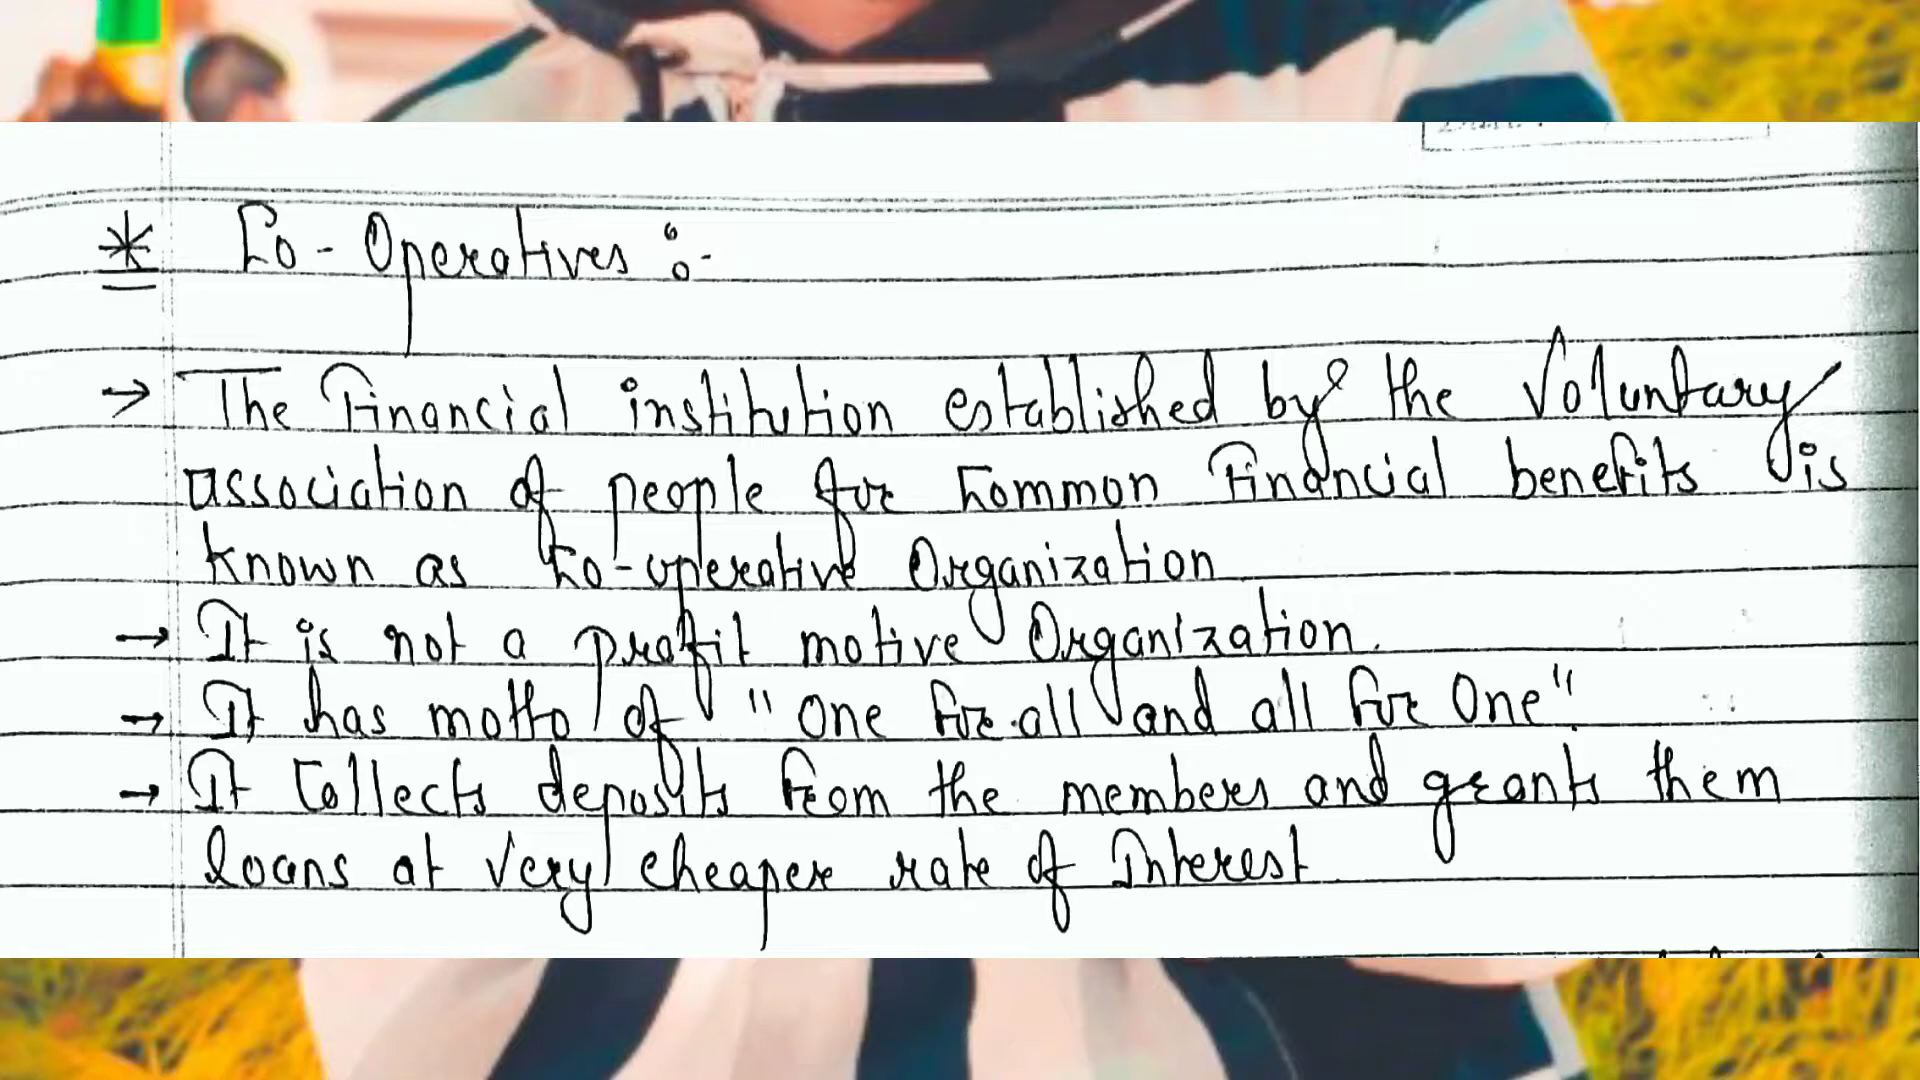 * Co-Operatives :-
→ The Financial institution established by the Voluntary
association of people for Common Financial benefits is
known as Co-operative Organization
→ It is not a profit motive Organization.
→ It has motto of "One for all and all for One".
→ It Collects deposits from the members and grants them
loans at very cheaper rate of Interest